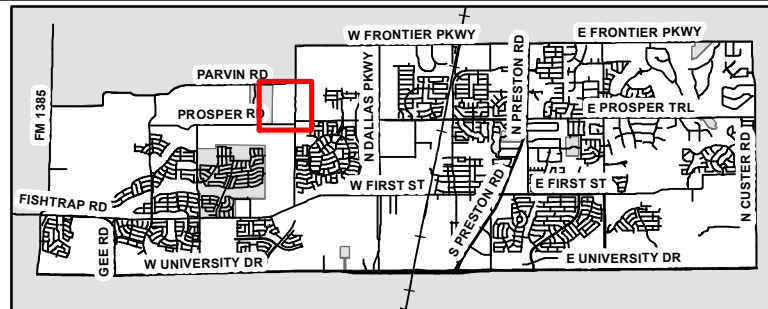 W FRONTIER PKWY
E FRONTIER PKWY
PARVIN RD
FM 1385
PROSPER RD
N DALLAS PKWY
N PRESTON RD
E PROSPER TRL
N CUSTER RD
W FIRST ST
E FIRST ST
FISHTRAP RD
S PRESTON RD
GEE RD
W UNIVERSITY DR
E UNIVERSITY DR